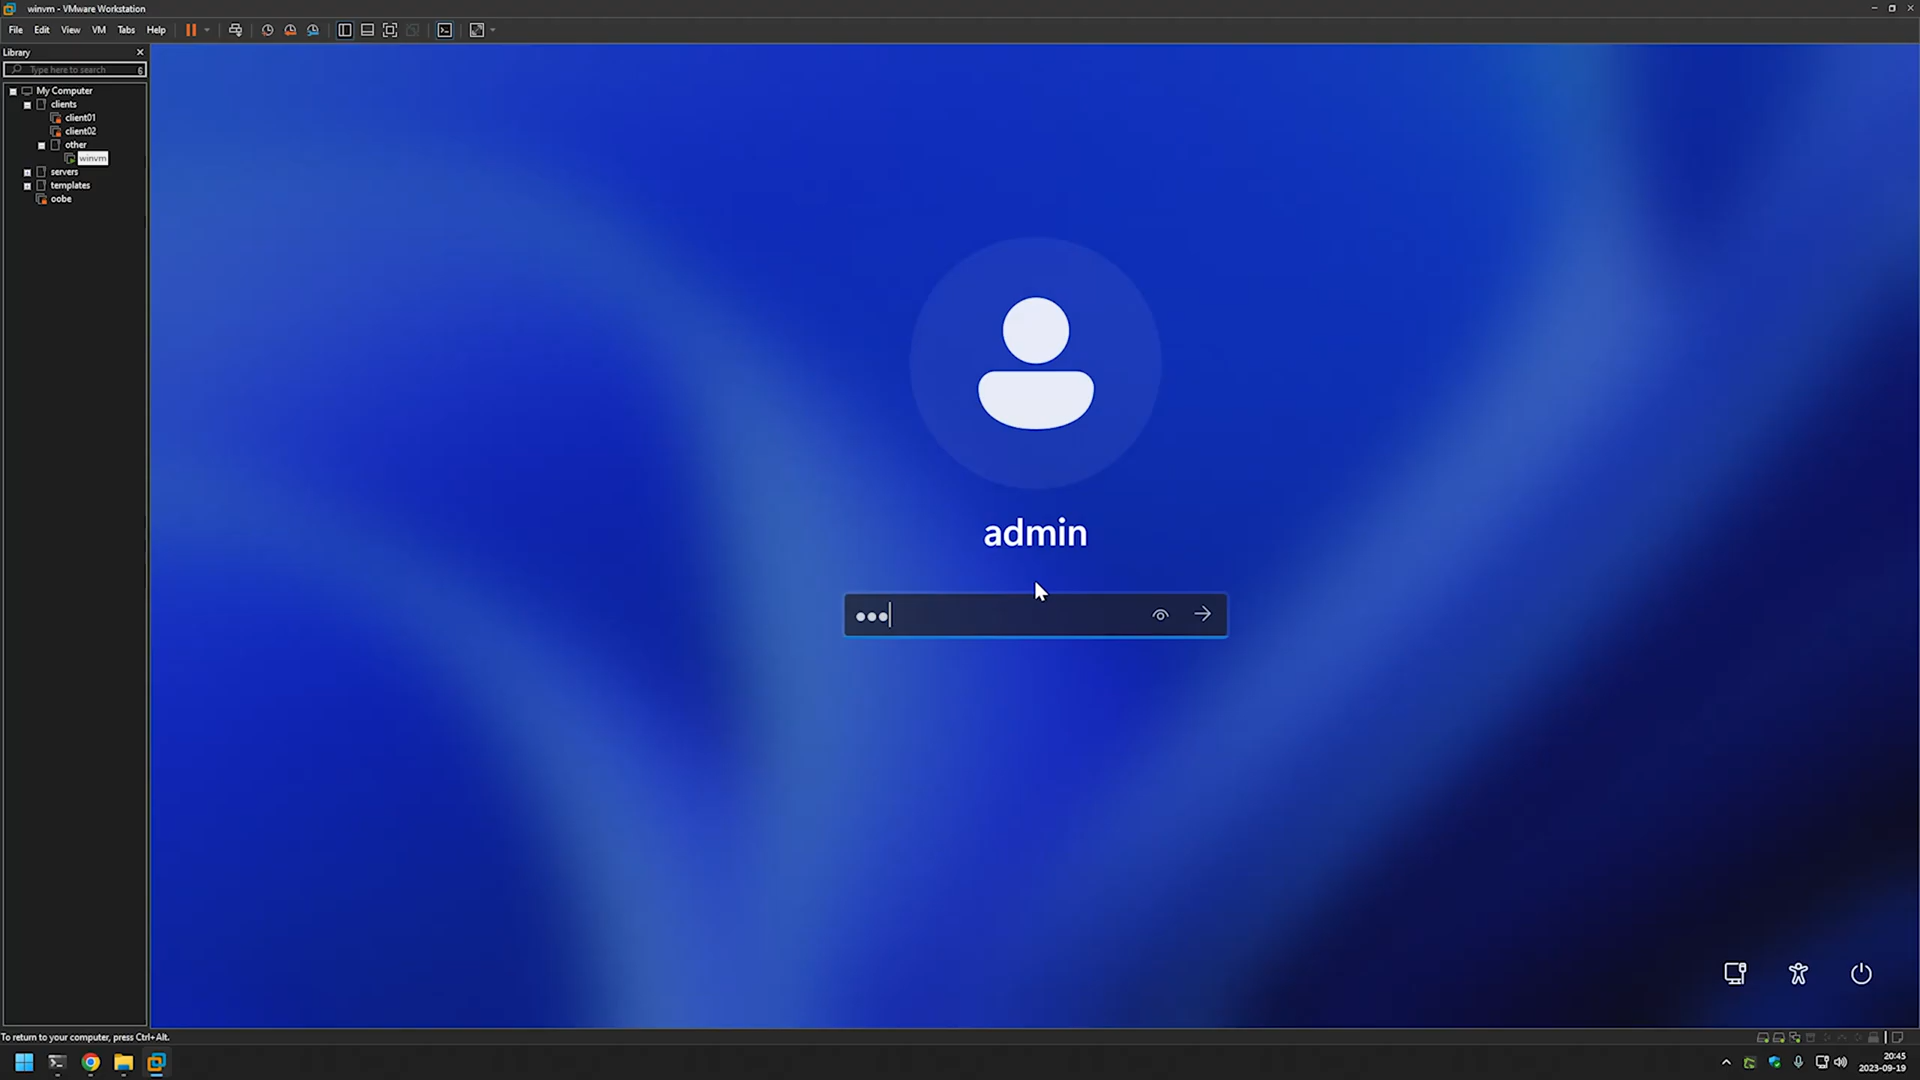 winvm - VMware Workstation
File Edit View VM Tabs Help
Library
Type here to search
My Computer
clients
client01
client02
other
winvm
servers
templates
oobe
admin
To return to your computer, press Ctrl+Alt.
20:45
2023-09-19